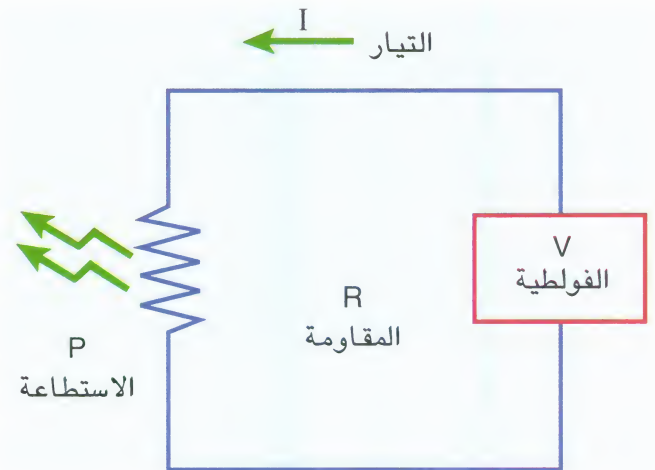 I
التيار
V
الفولطية
R
المقاومة
P
الاستطاعة